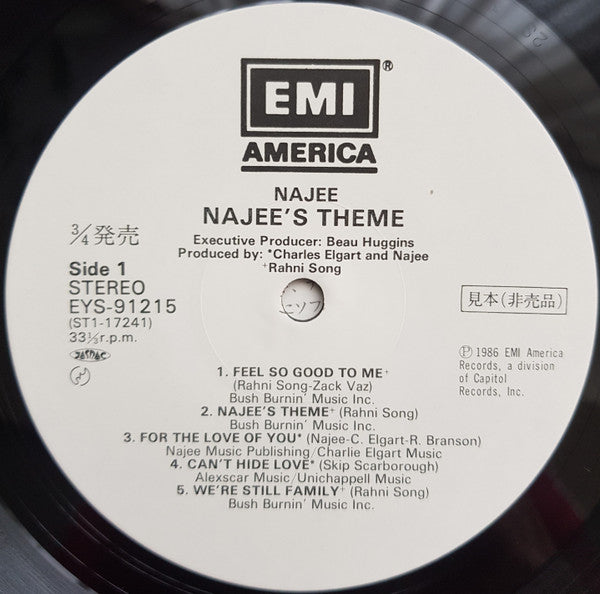 EMI
®
AMERICA
NAJEE
NAJEE'S THEME
Executive Producer: Beau Huggins
Produced by: *Charles Elgart and Najee
+Rahni Song
3/4発売
Side 1
STEREO
EYS-91215
(ST1-17241)
33⅓r.p.m.
JASRAC
見本(非売品)
Ⓟ 1986 EMI America
Records, a division
of Capitol
Records, Inc.
1. FEEL SO GOOD TO ME+
(Rahni Song-Zack Vaz)
Bush Burnin' Music Inc.
2. NAJEE'S THEME+ (Rahni Song)
Bush Burnin' Music Inc.
3. FOR THE LOVE OF YOU* (Najee-C. Elgart-R. Branson)
Najee Music Publishing/Charlie Elgart Music
4. CAN'T HIDE LOVE* (Skip Scarborough)
Alexscar Music/Unichappell Music
5. WE'RE STILL FAMILY+ (Rahni Song)
Bush Burnin' Music Inc.